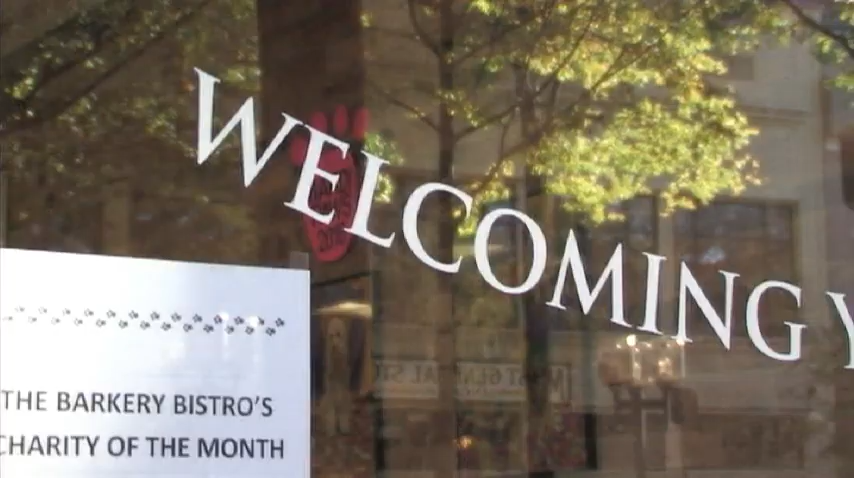 WELCOMING Y
THE BARKERY BISTRO'S
CHARITY OF THE MONTH